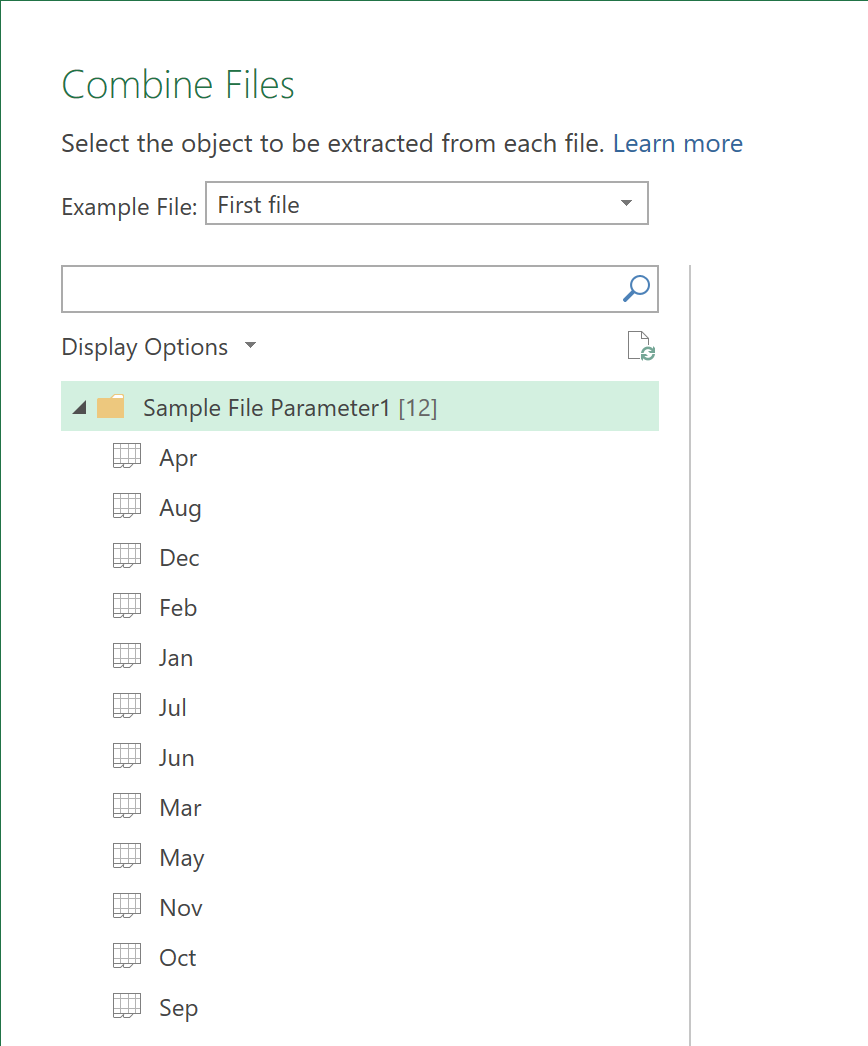 Combine Files
Select the object to be extracted from each file. Learn more
Example File: First file
Display Options
Sample File Parameter1 [12]
Apr
Aug
Dec
Feb
Jan
Jul
Jun
Mar
May
Nov
Oct
Sep